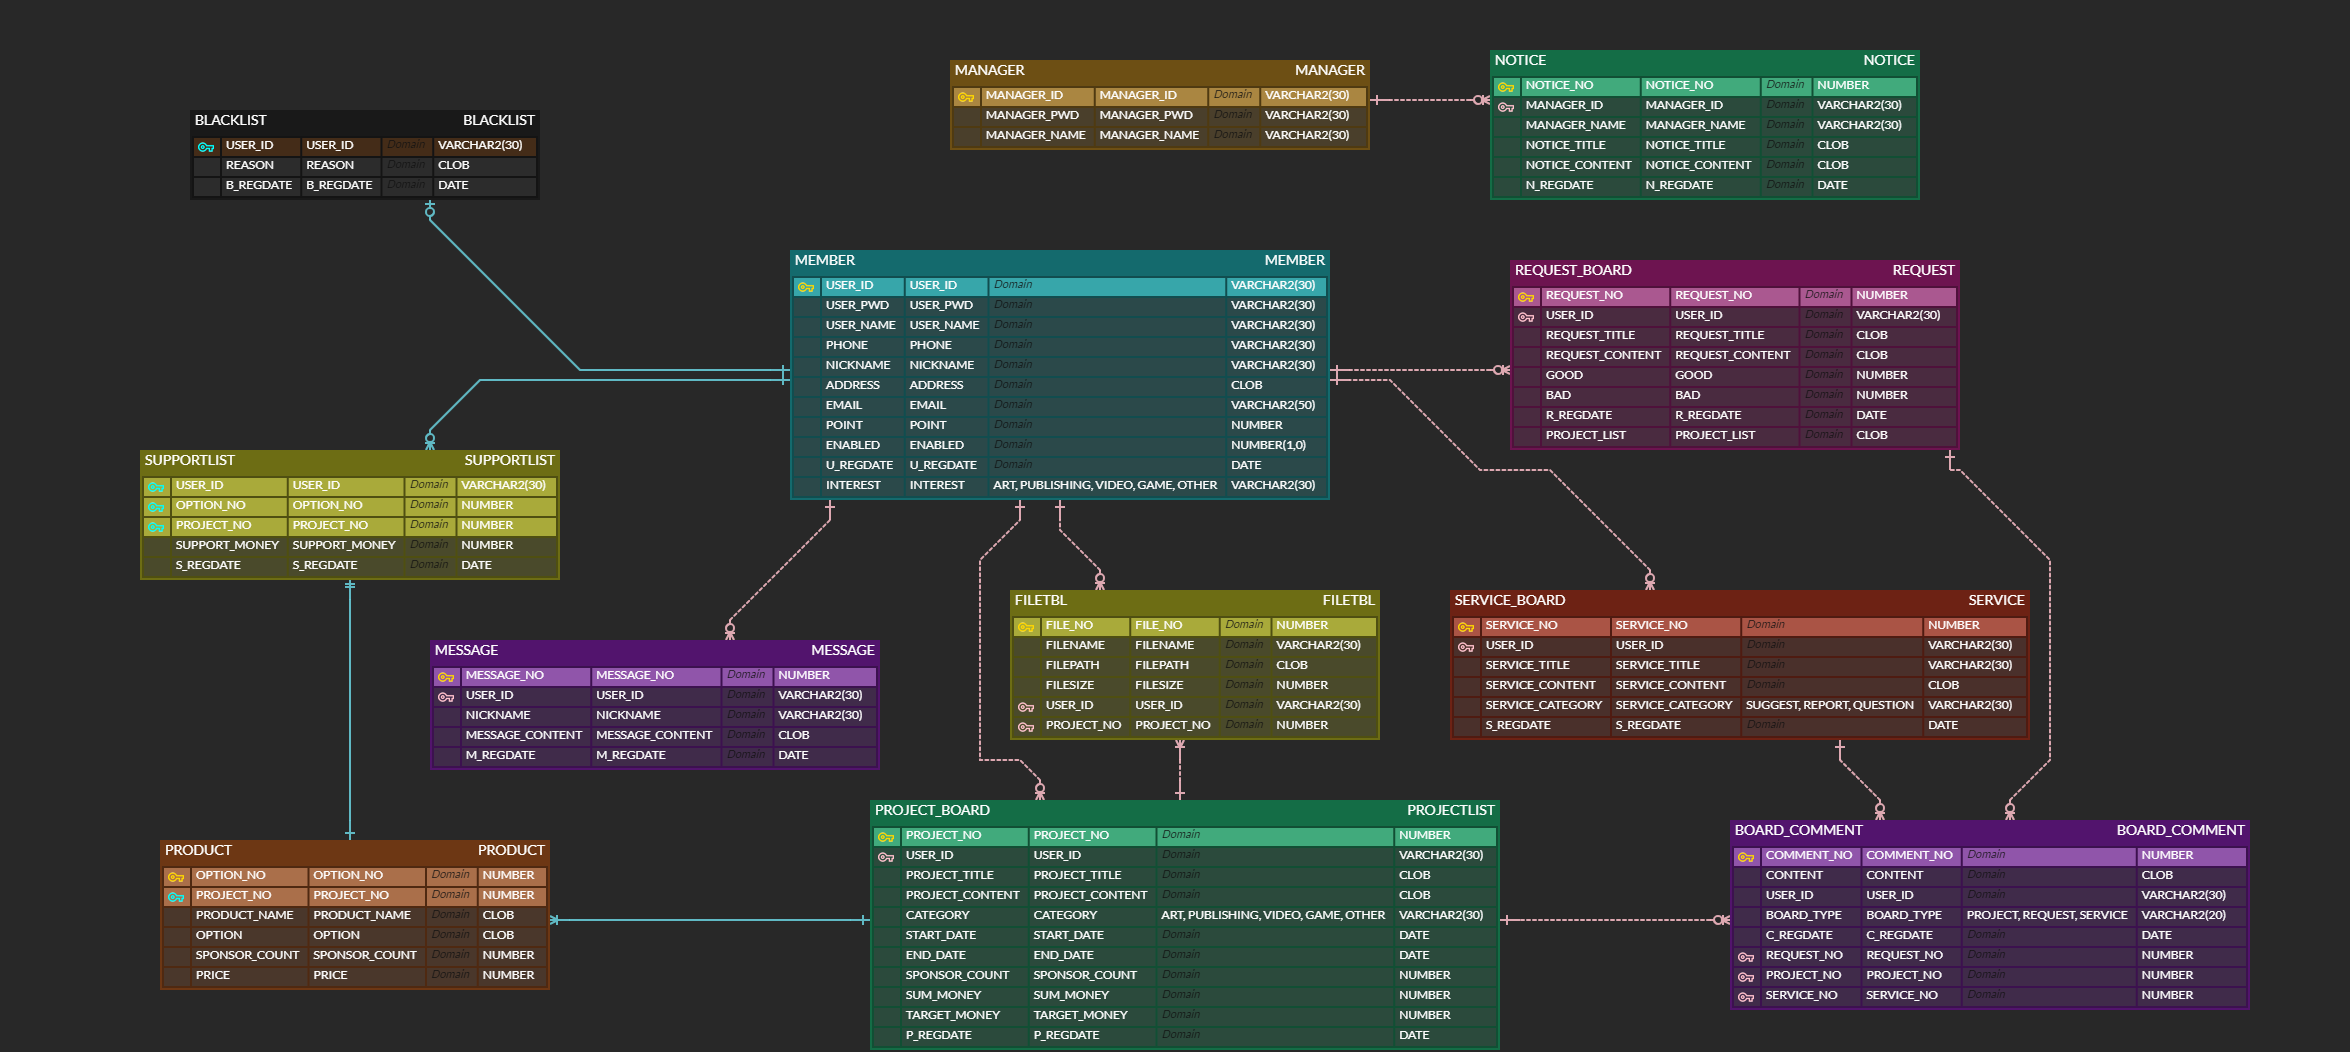 MANAGER MANAGER
MANAGER_ID MANAGER_ID Domain VARCHAR2(30)
MANAGER_PWD MANAGER_PWD Domain VARCHAR2(30)
MANAGER_NAME MANAGER_NAME Domain VARCHAR2(30)
NOTICE NOTICE
NOTICE_NO NOTICE_NO Domain NUMBER
MANAGER_ID MANAGER_ID Domain VARCHAR2(30)
MANAGER_NAME MANAGER_NAME Domain VARCHAR2(30)
NOTICE_TITLE NOTICE_TITLE Domain CLOB
NOTICE_CONTENT NOTICE_CONTENT Domain CLOB
N_REGDATE N_REGDATE Domain DATE
BLACKLIST BLACKLIST
USER_ID USER_ID Domain VARCHAR2(30)
REASON REASON Domain CLOB
B_REGDATE B_REGDATE Domain DATE
MEMBER MEMBER
USER_ID USER_ID Domain VARCHAR2(30)
USER_PWD USER_PWD Domain VARCHAR2(30)
USER_NAME USER_NAME Domain VARCHAR2(30)
PHONE PHONE Domain VARCHAR2(30)
NICKNAME NICKNAME Domain VARCHAR2(30)
ADDRESS ADDRESS Domain CLOB
EMAIL EMAIL Domain VARCHAR2(50)
POINT POINT Domain NUMBER
ENABLED ENABLED Domain NUMBER(1,0)
U_REGDATE U_REGDATE Domain DATE
INTEREST INTEREST ART, PUBLISHING, VIDEO, GAME, OTHER VARCHAR2(30)
REQUEST_BOARD REQUEST
REQUEST_NO REQUEST_NO Domain NUMBER
USER_ID USER_ID Domain VARCHAR2(30)
REQUEST_TITLE REQUEST_TITLE Domain CLOB
REQUEST_CONTENT REQUEST_CONTENT Domain CLOB
GOOD GOOD Domain NUMBER
BAD BAD Domain NUMBER
R_REGDATE R_REGDATE Domain DATE
PROJECT_LIST PROJECT_LIST Domain CLOB
SUPPORTLIST SUPPORTLIST
USER_ID USER_ID Domain VARCHAR2(30)
OPTION_NO OPTION_NO Domain NUMBER
PROJECT_NO PROJECT_NO Domain NUMBER
SUPPORT_MONEY SUPPORT_MONEY Domain NUMBER
S_REGDATE S_REGDATE Domain DATE
FILETBL FILETBL
FILE_NO FILE_NO Domain NUMBER
FILENAME FILENAME Domain VARCHAR2(30)
FILEPATH FILEPATH Domain CLOB
FILESIZE FILESIZE Domain NUMBER
USER_ID USER_ID Domain VARCHAR2(30)
PROJECT_NO PROJECT_NO Domain NUMBER
SERVICE_BOARD SERVICE
SERVICE_NO SERVICE_NO Domain NUMBER
USER_ID USER_ID Domain VARCHAR2(30)
SERVICE_TITLE SERVICE_TITLE Domain VARCHAR2(30)
SERVICE_CONTENT SERVICE_CONTENT Domain CLOB
SERVICE_CATEGORY SERVICE_CATEGORY SUGGEST, REPORT, QUESTION VARCHAR2(30)
S_REGDATE S_REGDATE Domain DATE
MESSAGE MESSAGE
MESSAGE_NO MESSAGE_NO Domain NUMBER
USER_ID USER_ID Domain VARCHAR2(30)
NICKNAME NICKNAME Domain VARCHAR2(30)
MESSAGE_CONTENT MESSAGE_CONTENT Domain CLOB
M_REGDATE M_REGDATE Domain DATE
PRODUCT PRODUCT
OPTION_NO OPTION_NO Domain NUMBER
PROJECT_NO PROJECT_NO Domain NUMBER
PRODUCT_NAME PRODUCT_NAME Domain CLOB
OPTION OPTION Domain CLOB
SPONSOR_COUNT SPONSOR_COUNT Domain NUMBER
PRICE PRICE Domain NUMBER
PROJECT_BOARD PROJECTLIST
PROJECT_NO PROJECT_NO Domain NUMBER
USER_ID USER_ID Domain VARCHAR2(30)
PROJECT_TITLE PROJECT_TITLE Domain CLOB
PROJECT_CONTENT PROJECT_CONTENT Domain CLOB
CATEGORY CATEGORY ART, PUBLISHING, VIDEO, GAME, OTHER VARCHAR2(30)
START_DATE START_DATE Domain DATE
END_DATE END_DATE Domain DATE
SPONSOR_COUNT SPONSOR_COUNT Domain NUMBER
SUM_MONEY SUM_MONEY Domain NUMBER
TARGET_MONEY TARGET_MONEY Domain NUMBER
P_REGDATE P_REGDATE Domain DATE
BOARD_COMMENT BOARD_COMMENT
COMMENT_NO COMMENT_NO Domain NUMBER
CONTENT CONTENT Domain CLOB
USER_ID USER_ID Domain VARCHAR2(30)
BOARD_TYPE BOARD_TYPE PROJECT, REQUEST, SERVICE VARCHAR2(20)
C_REGDATE C_REGDATE Domain DATE
REQUEST_NO REQUEST_NO Domain NUMBER
PROJECT_NO PROJECT_NO Domain NUMBER
SERVICE_NO SERVICE_NO Domain NUMBER